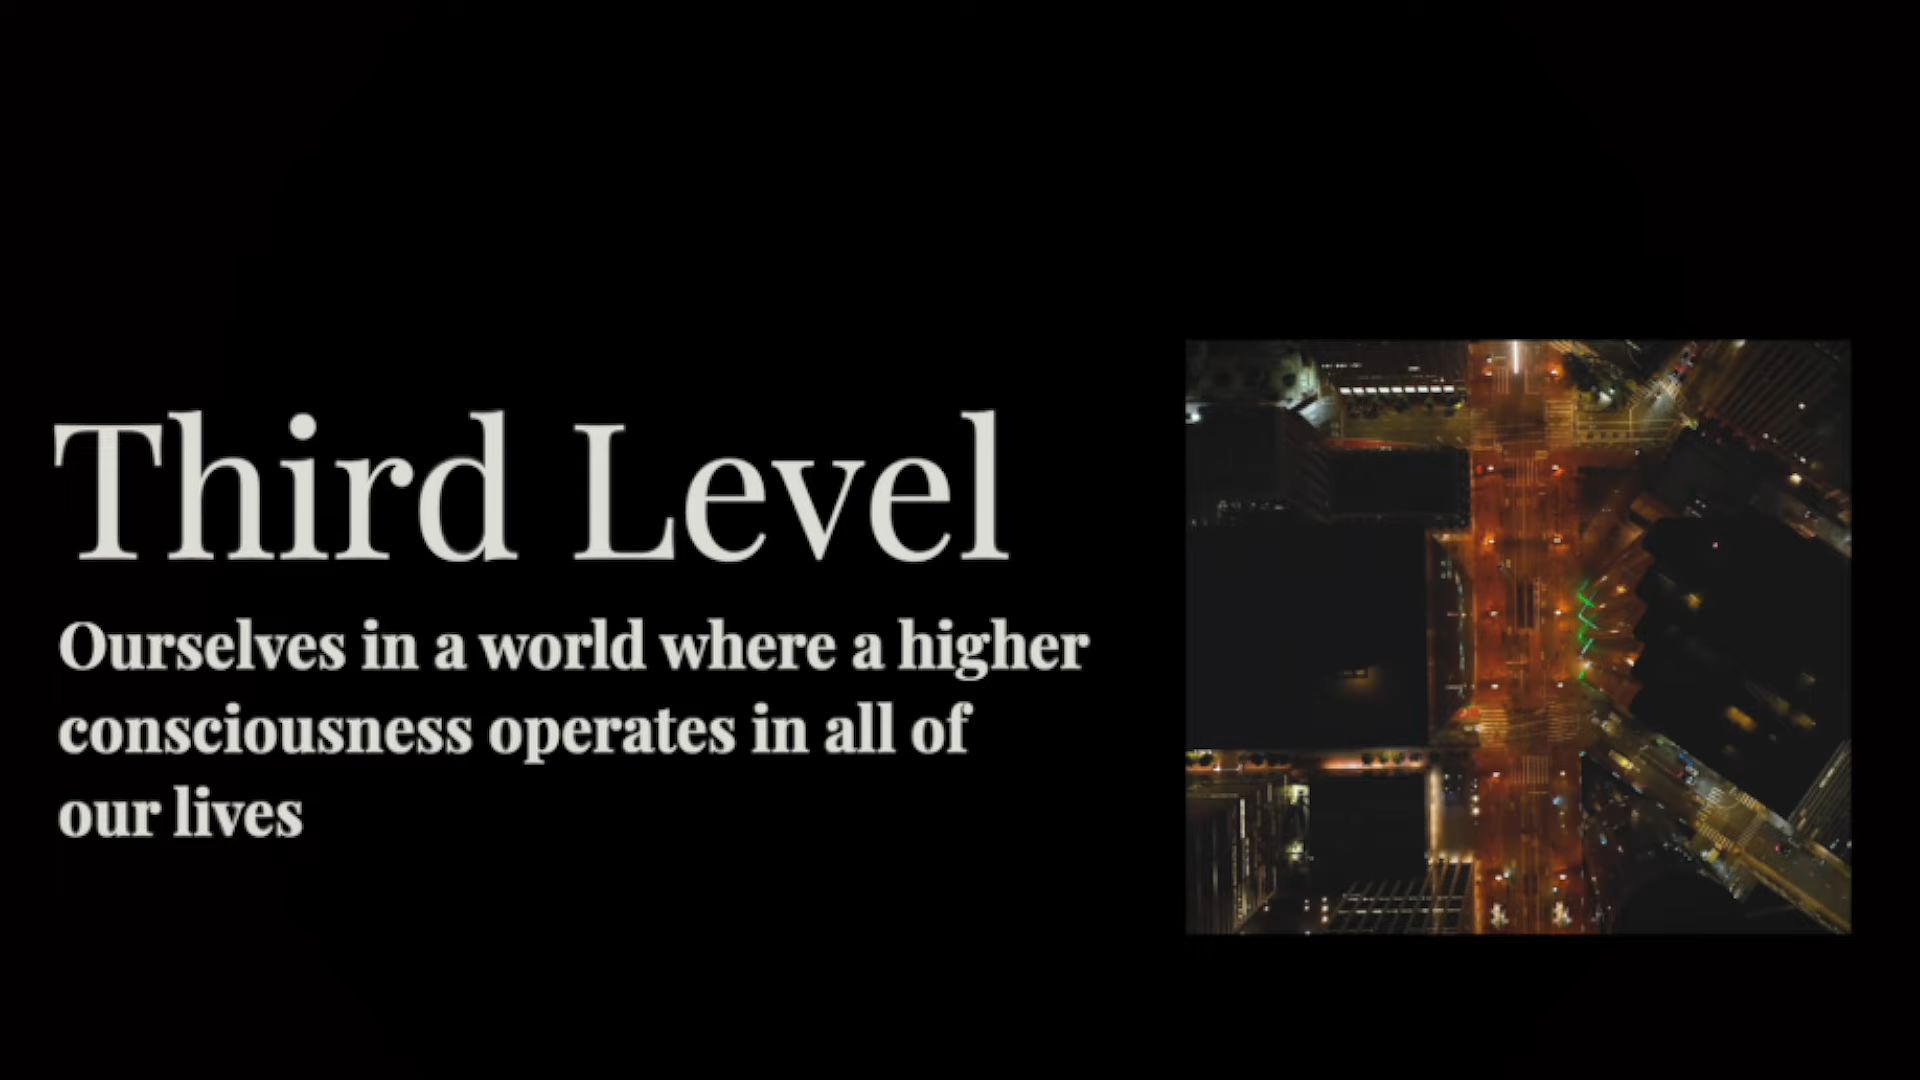 Third Level
Ourselves in a world where a higher
consciousness operates in all of
our lives